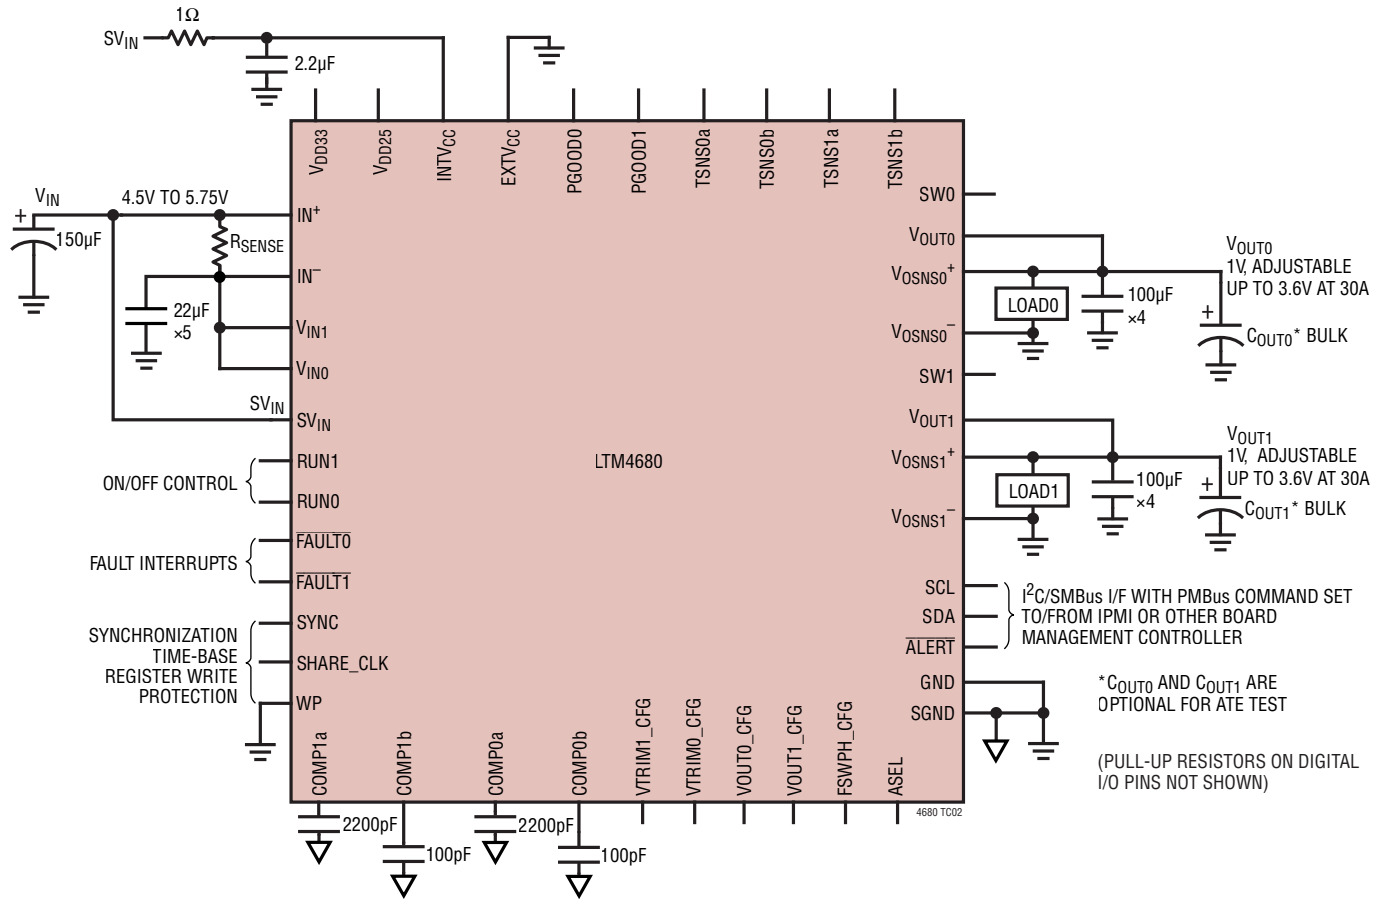 1Ω
SVIN
2.2µF
VDD33
VDD25
INTVCC
EXTVCC
PGOOD0
PGOOD1
TSNS0a
TSNS0b
TSNS1a
TSNS1b
VIN
4.5V TO 5.75V
+
150µF
RSENSE
22µF
×5
SVIN
IN+
IN–
VIN1
VIN0
SVIN
RUN1
RUN0
FAULT0
FAULT1
SYNC
SHARE_CLK
WP
ON/OFF CONTROL
FAULT INTERRUPTS
SYNCHRONIZATION
TIME-BASE
REGISTER WRITE
PROTECTION
LTM4680
SW0
VOUT0
VOSNS0+
VOSNS0–
SW1
VOUT1
VOSNS1+
VOSNS1–
SCL
SDA
ALERT
GND
SGND
LOAD0
100µF
×4
VOUT0
1V, ADJUSTABLE
UP TO 3.6V AT 30A
+
COUT0* BULK
LOAD1
100µF
×4
VOUT1
1V, ADJUSTABLE
UP TO 3.6V AT 30A
+
COUT1* BULK
I2C/SMBus I/F WITH PMBus COMMAND SET
TO/FROM IPMI OR OTHER BOARD
MANAGEMENT CONTROLLER
*COUT0 AND COUT1 ARE
OPTIONAL FOR ATE TEST
(PULL-UP RESISTORS ON DIGITAL
I/O PINS NOT SHOWN)
COMP1a
COMP1b
COMP0a
COMP0b
VTRIM1_CFG
VTRIM0_CFG
VOUT0_CFG
VOUT1_CFG
FSWPH_CFG
ASEL
4680 TC02
2200pF
100pF
2200pF
100pF